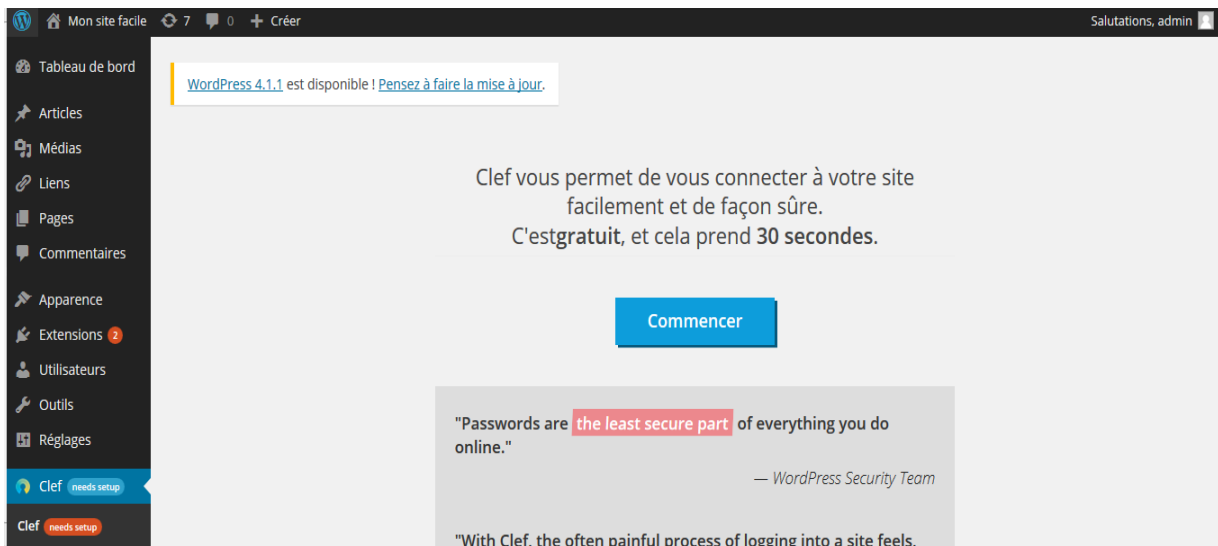 Mon site facile 7 0 + Créer Salutations, admin
Tableau de bord
Articles
Médias
Liens
Pages
Commentaires
Apparence
Extensions 2
Utilisateurs
Outils
Réglages
Clef needs setup
Clef needs setup
WordPress 4.1.1 est disponible ! Pensez à faire la mise à jour.
Clef vous permet de vous connecter à votre site
facilement et de façon sûre.
C'estgratuit, et cela prend 30 secondes.
Commencer
"Passwords are the least secure part of everything you do
online."
— WordPress Security Team
"With Clef, the often painful process of logging into a site feels,